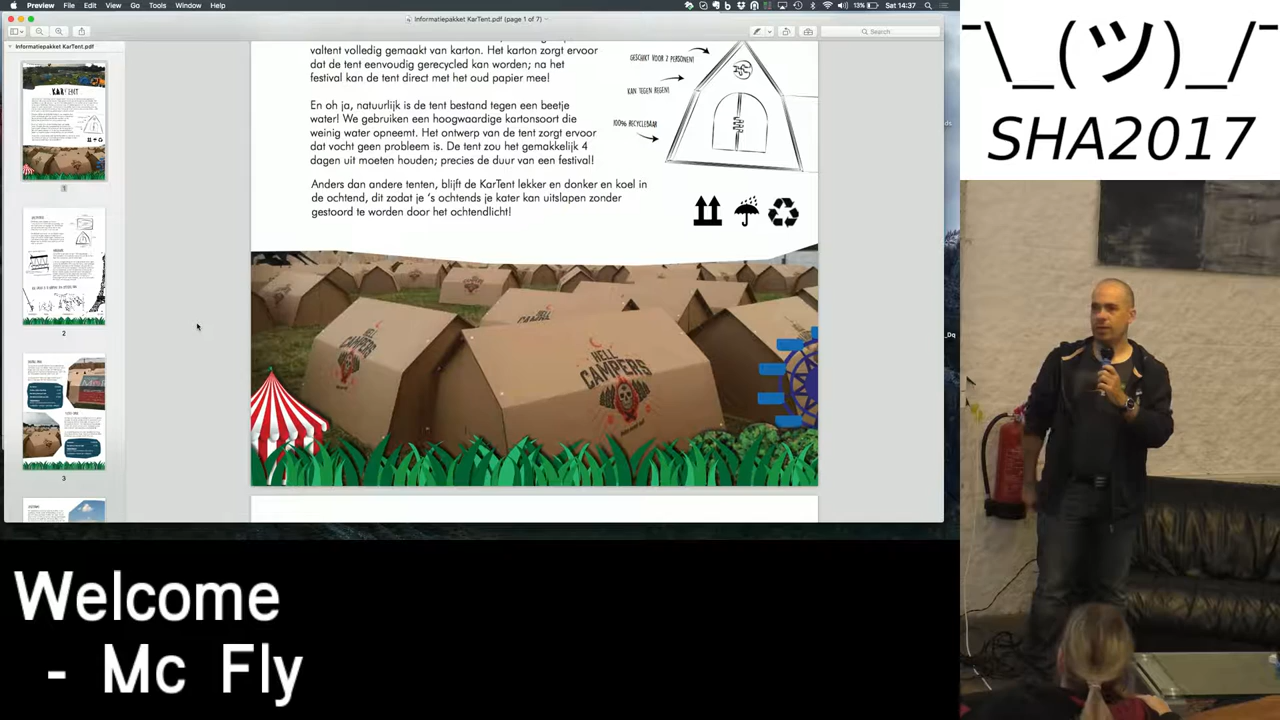 Preview File Edit View Go Tools Window Help
13% Sat 14:37
Informatiepakket KarTent.pdf (page 1 of 7)
Search
Informatiepakket KarTent.pdf
valtent volledig gemaakt van karton. Het karton zorgt ervoor
dat de tent eenvoudig gerecycled kan worden; na het
festival kan de tent direct met het oud papier mee!
En oh ja, natuurlijk is de tent bestand tegen een beetje
water! We gebruiken een hoogwaardige kartonsoort die
weinig water opneemt. Het ontwerp van de tent zorgt ervoor
dat vocht geen probleem is. De tent zou het gemakkelijk 4
dagen uit moeten houden; precies de duur van een festival!
Anders dan andere tenten, blijft de KarTent lekker en donker en koel in
de ochtend, dit zodat je 's ochtends je kater kan uitslapen zonder
gestoord te worden door het ochtendlicht!
GESCHIKT VOOR 2 PERSONEN!
KAN TEGEN REGEN!
100% RECYCLEBAAR
HELL
CAMPERS
KARTENT
1
2
3
_Dq
¯\_(ツ)_/¯
SHA2017
Welcome
- Mc Fly